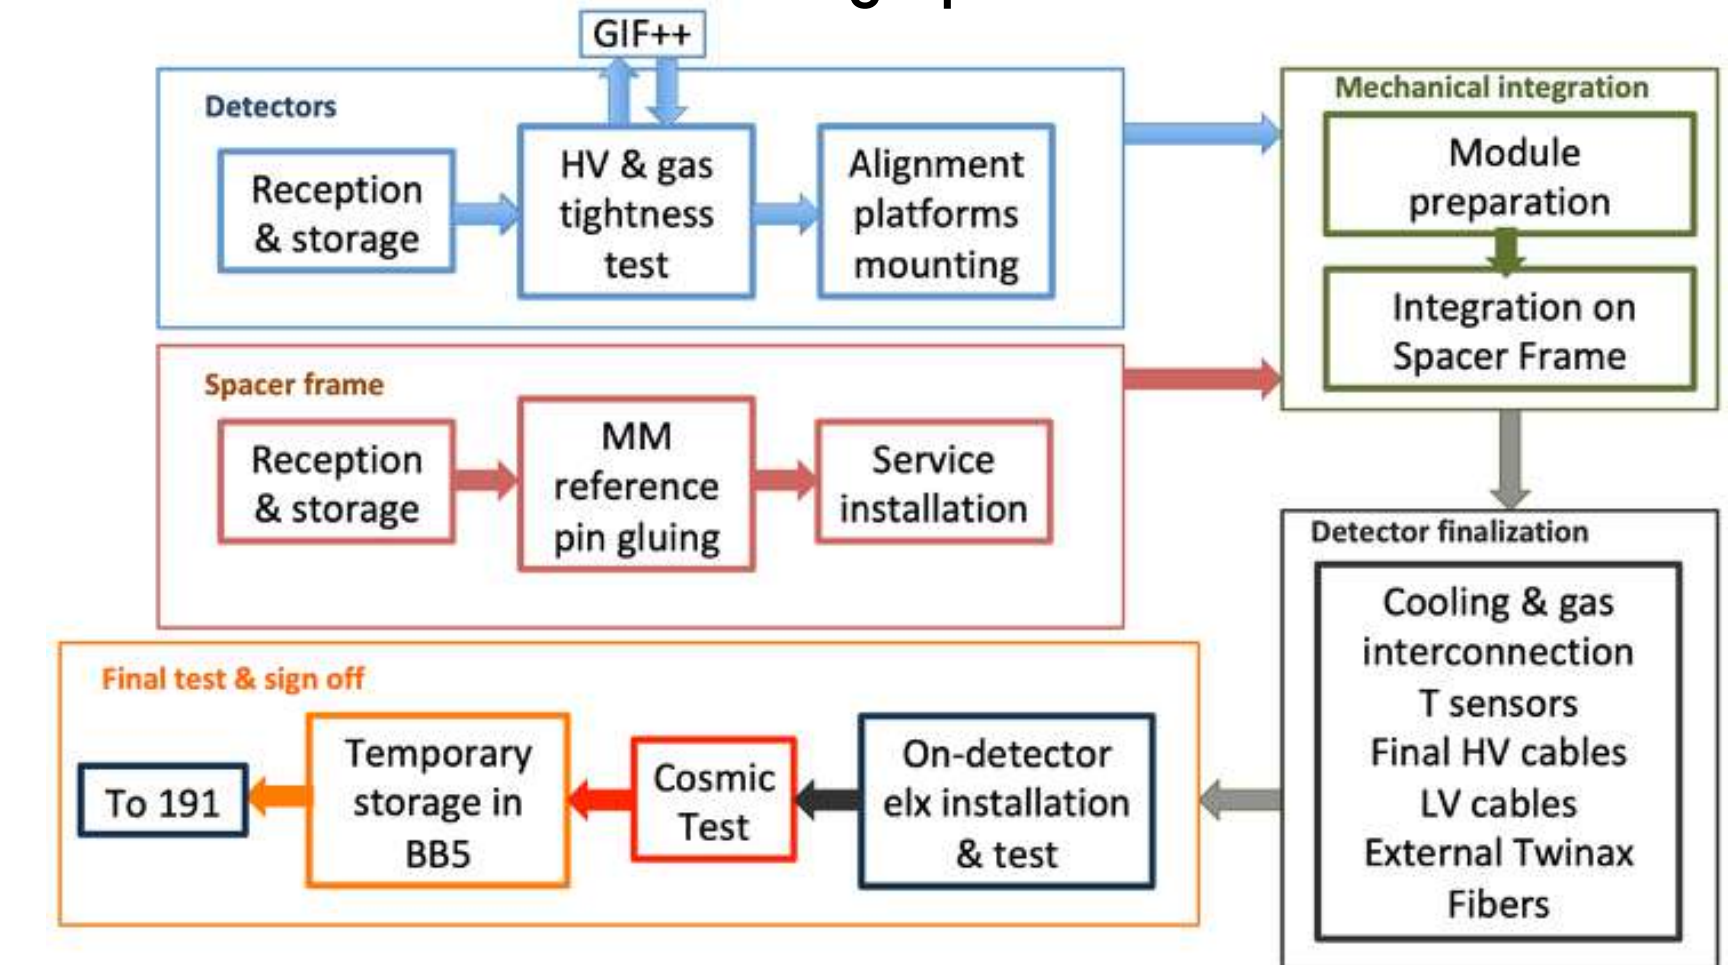 GIF++
Detectors
Reception
& storage
HV & gas
tightness
test
Alignment
platforms
mounting
Mechanical integration
Module
preparation
Integration on
Spacer Frame
Spacer frame
Reception
& storage
MM
reference
pin gluing
Service
installation
Detector finalization
Cooling & gas
interconnection
T sensors
Final HV cables
LV cables
External Twinax
Fibers
Final test & sign off
To 191
Temporary
storage in
BB5
Cosmic
Test
On-detector
elx installation
& test